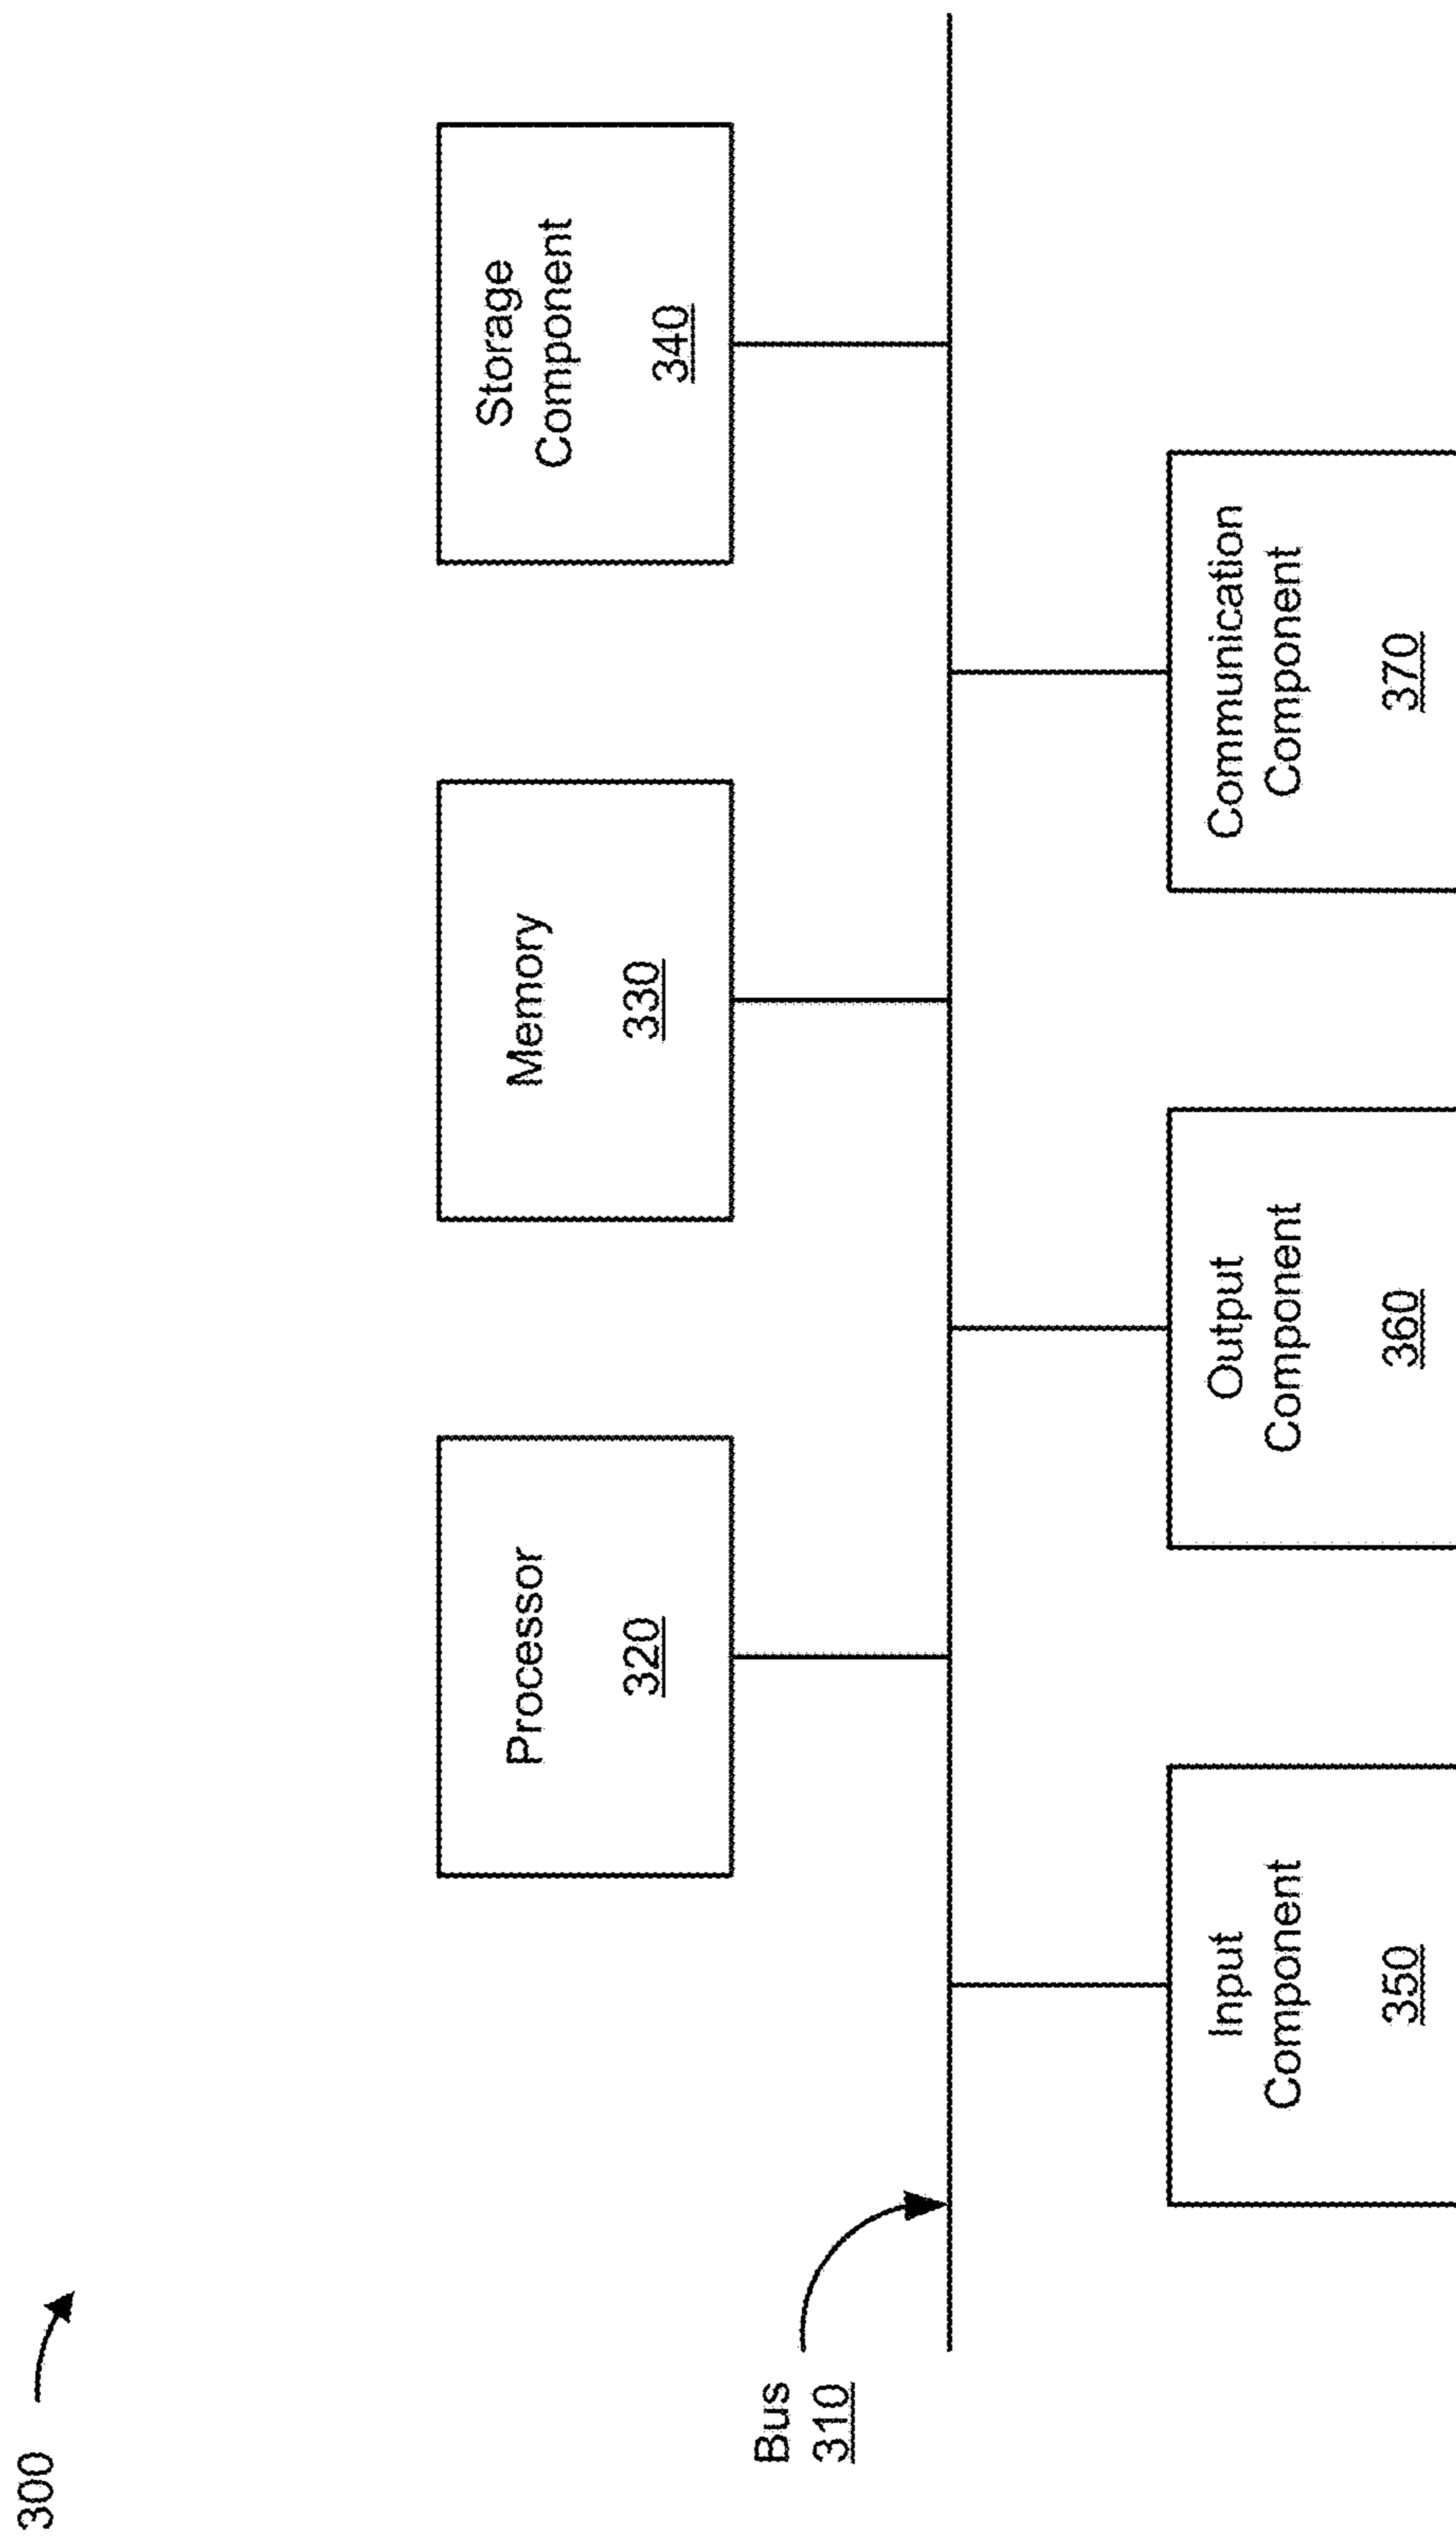 300
Processor
320
Memory
330
Storage
Component
340
Bus
310
Input
Component
350
Output
Component
360
Communication
Component
370